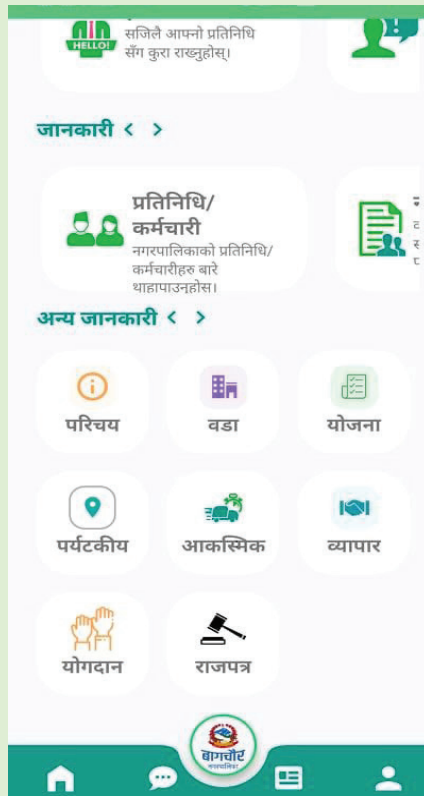 HELLO!
सजिलै आफ्नो प्रतिनिधि
सँग कुरा राख्नुहोस्।
जानकारी < >
प्रतिनिधि/
कर्मचारी
नगरपालिकाको प्रतिनिधि/
कर्मचारीहरु बारे
थाहापाउनुहोस।
अन्य जानकारी < >
परिचय
वडा
योजना
पर्यटकीय
आकस्मिक
व्यापार
योगदान
राजपत्र
बागचौर
नगरपालिका